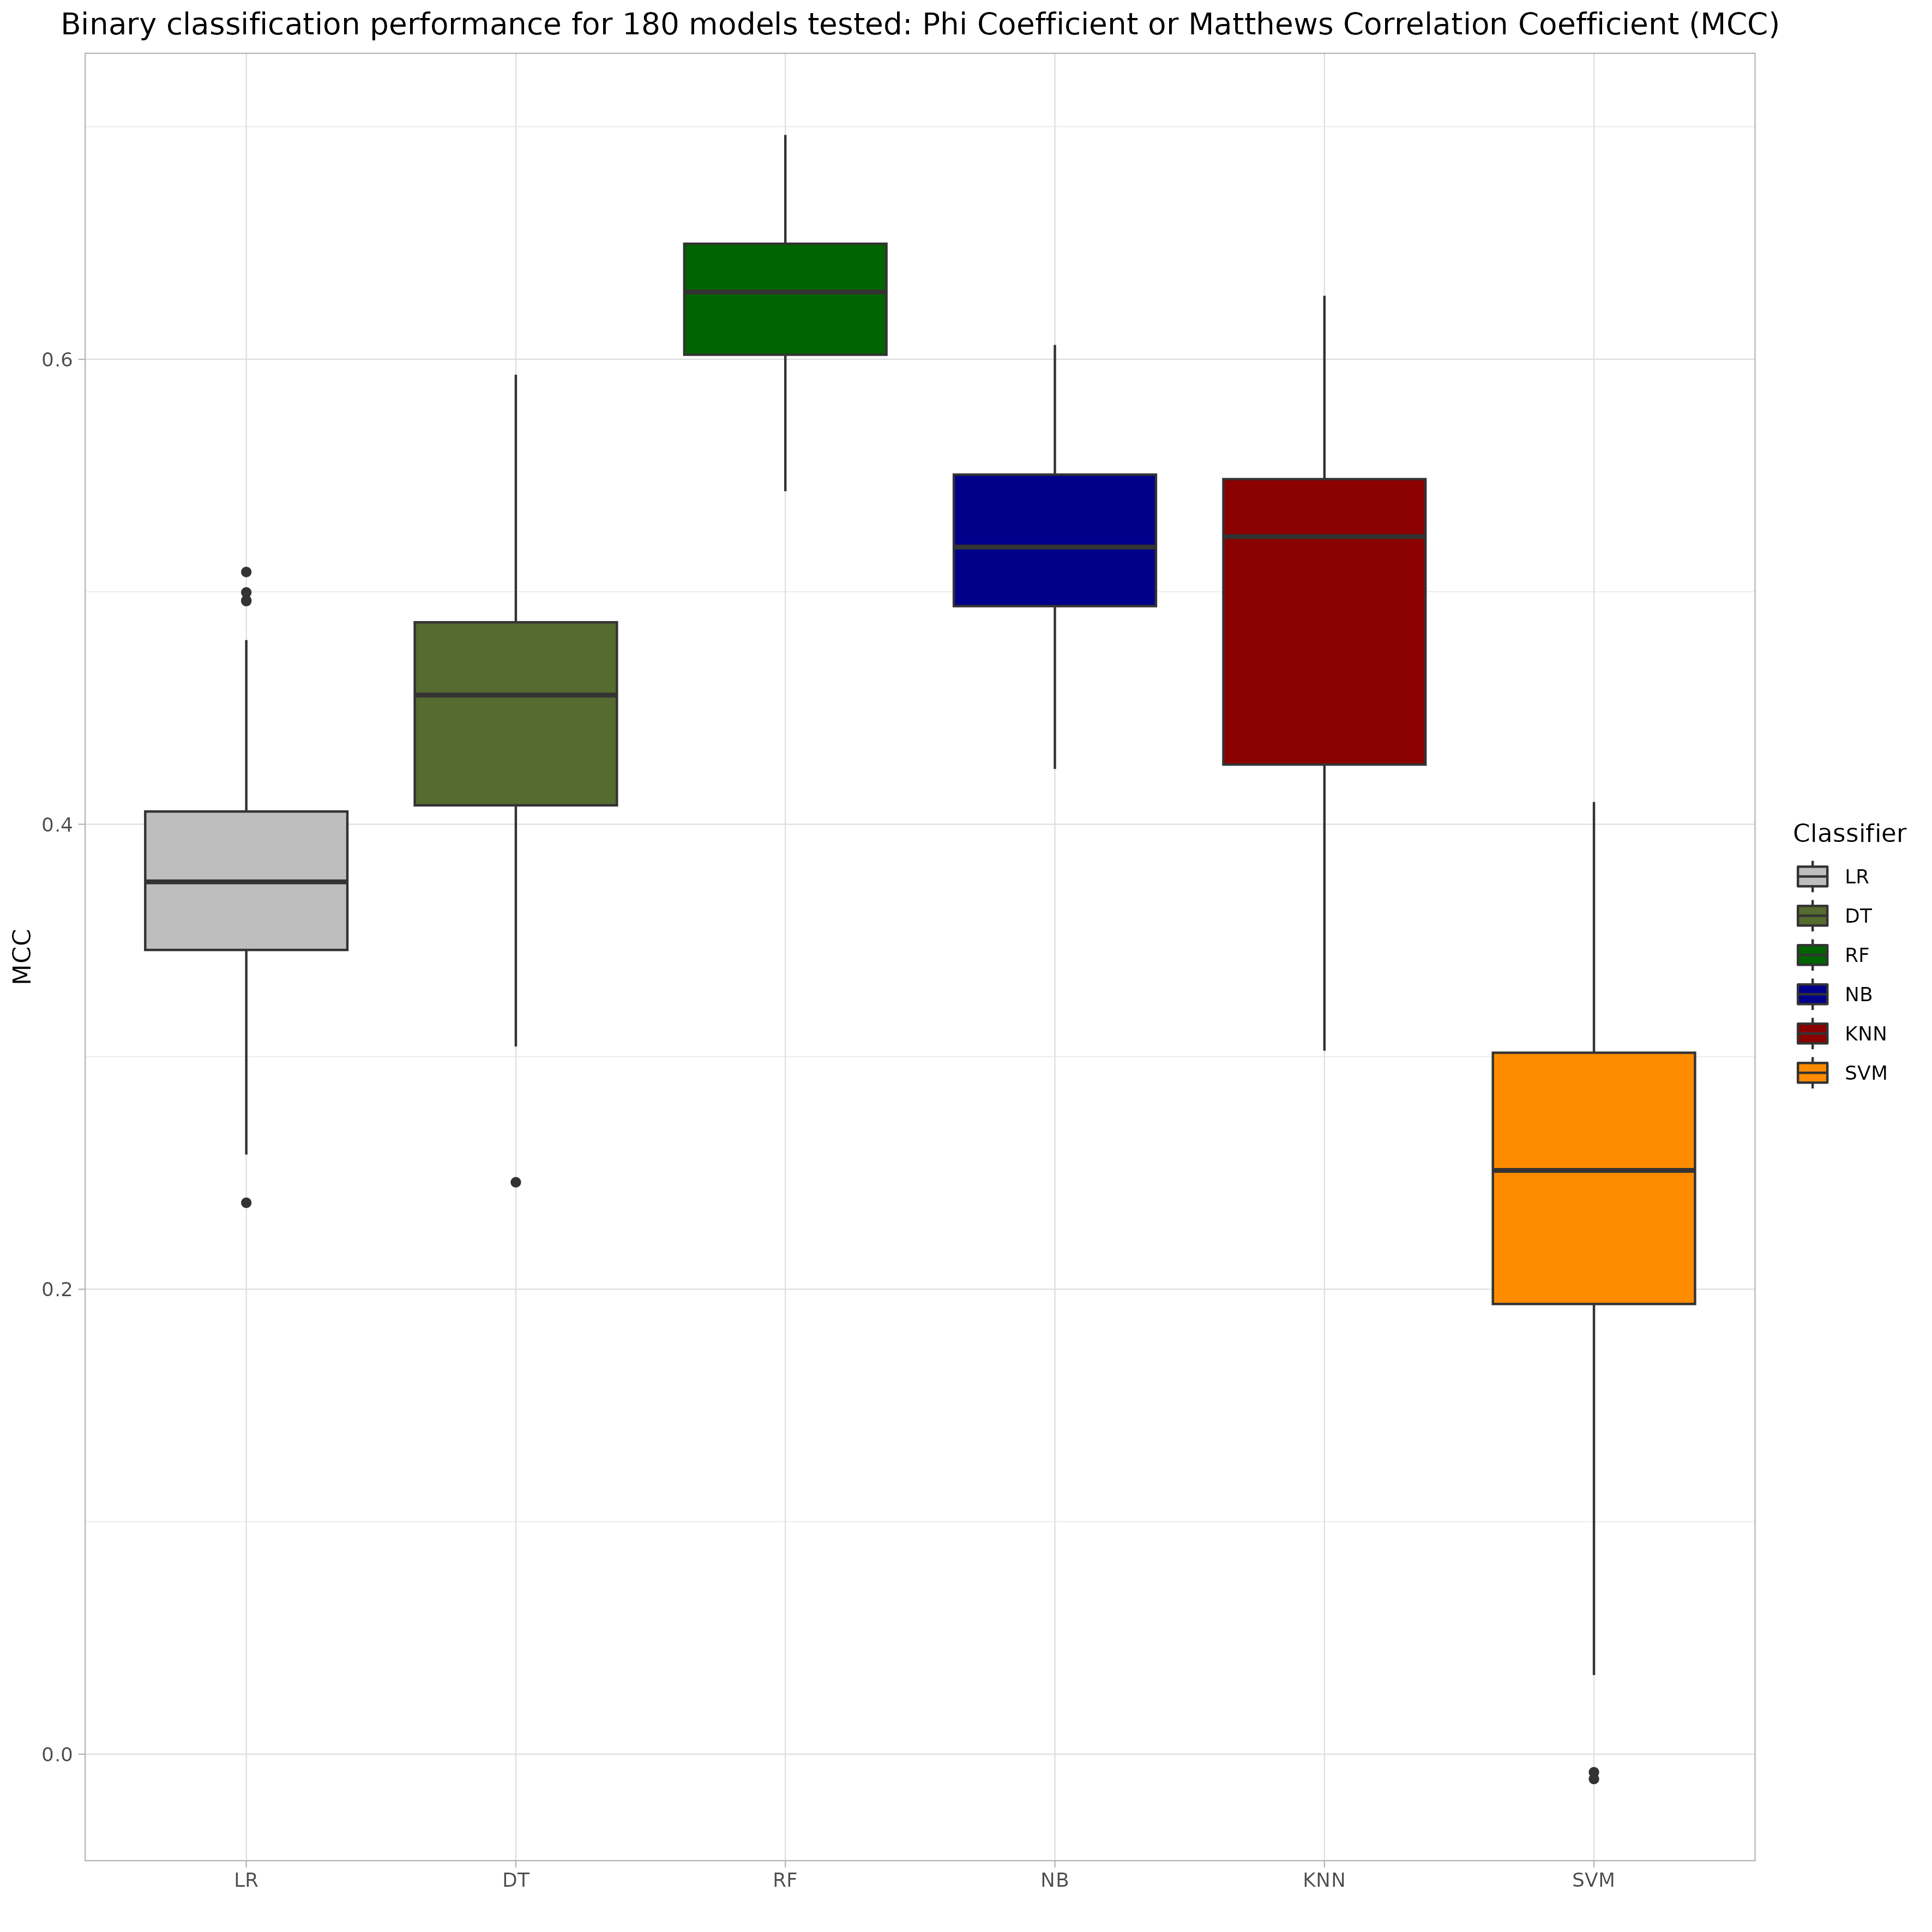 Binary classification performance for 180 models tested: Phi Coefficient or Matthews Correlation Coefficient (MCC)
MCC
0.6
0.4
0.2
0.0
LR
DT
RF
NB
KNN
SVM
Classifier
LR
DT
RF
NB
KNN
SVM